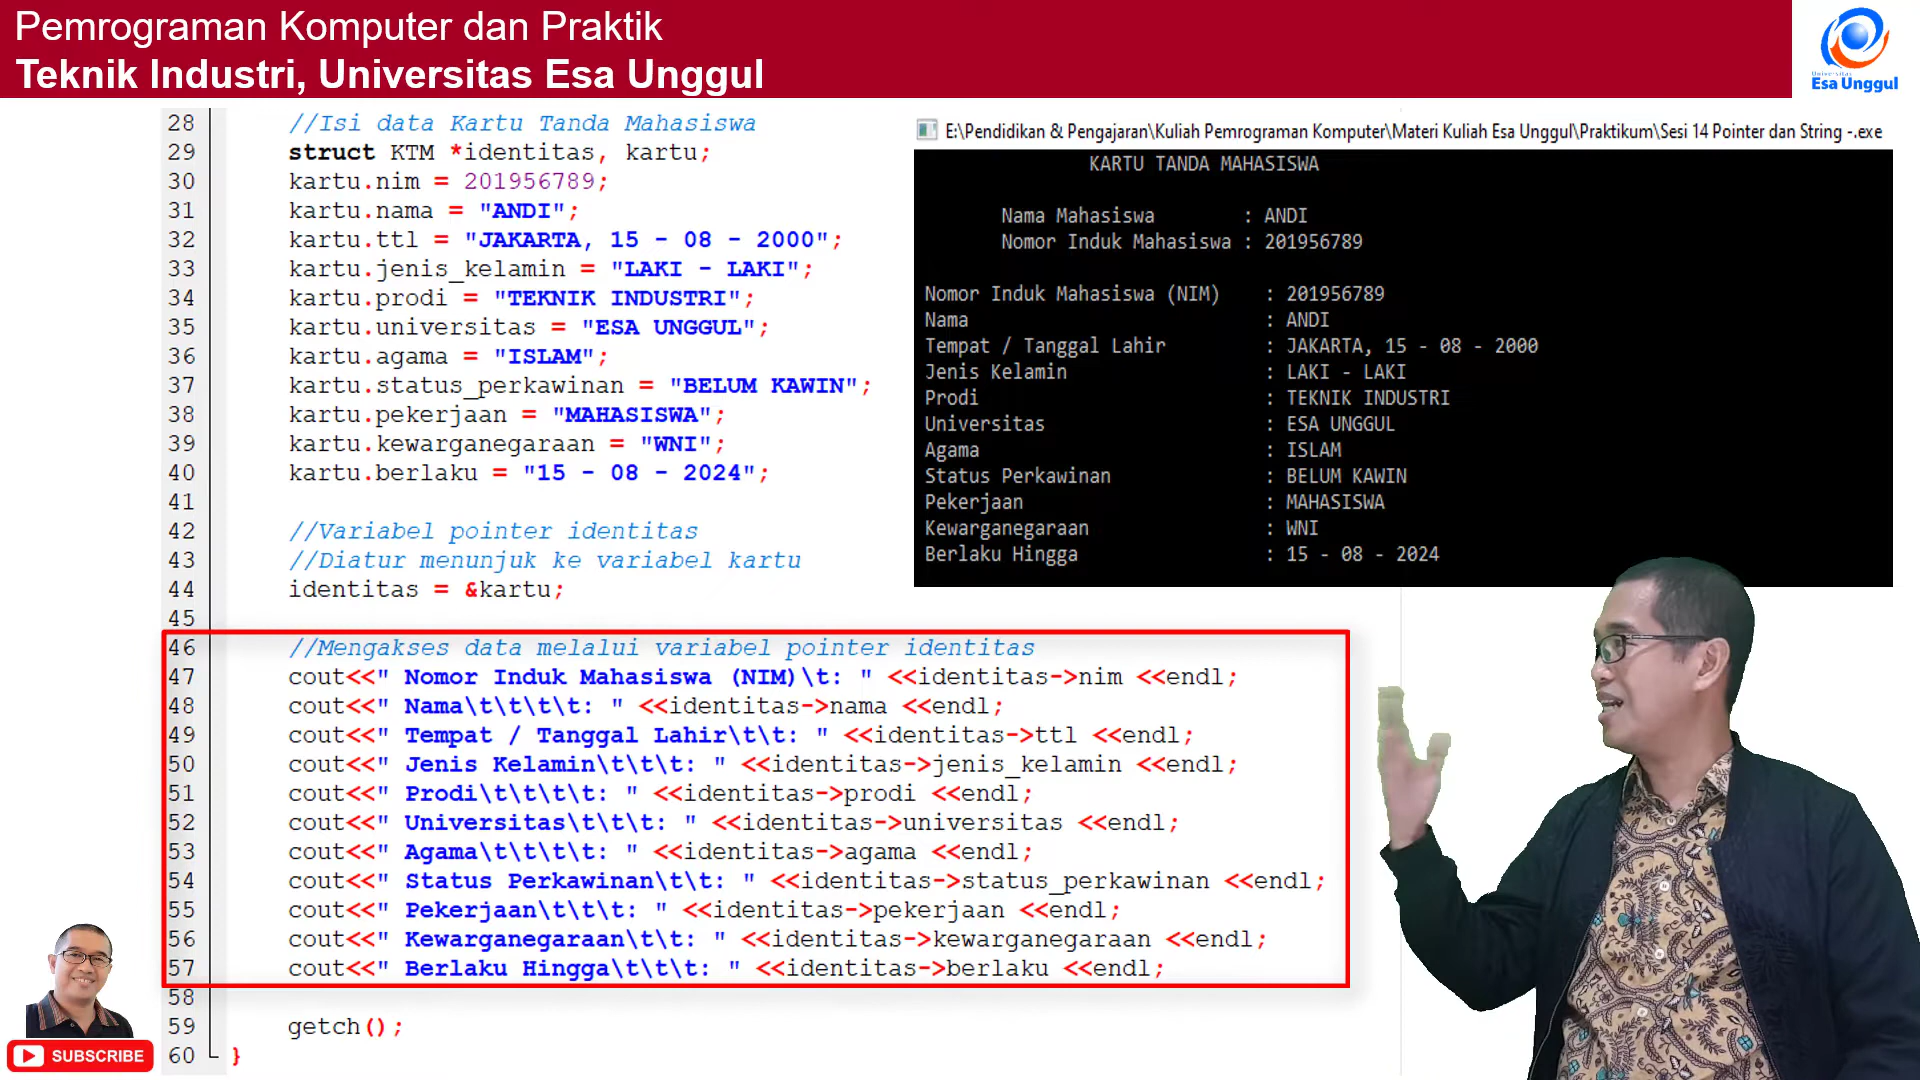 Pemrograman Komputer dan Praktik
Teknik Industri, Universitas Esa Unggul
Universitas
Esa Unggul
28 //Isi data Kartu Tanda Mahasiswa
29 struct KTM *identitas, kartu;
30 kartu.nim = 201956789;
31 kartu.nama = "ANDI";
32 kartu.ttl = "JAKARTA, 15 - 08 - 2000";
33 kartu.jenis_kelamin = "LAKI - LAKI";
34 kartu.prodi = "TEKNIK INDUSTRI";
35 kartu.universitas = "ESA UNGGUL";
36 kartu.agama = "ISLAM";
37 kartu.status_perkawinan = "BELUM KAWIN";
38 kartu.pekerjaan = "MAHASISWA";
39 kartu.kewarganegaraan = "WNI";
40 kartu.berlaku = "15 - 08 - 2024";
41
42 //Variabel pointer identitas
43 //Diatur menunjuk ke variabel kartu
44 identitas = &kartu;
45
46 //Mengakses data melalui variabel pointer identitas
47 cout<<" Nomor Induk Mahasiswa (NIM)\t: " <<identitas->nim <<endl;
48 cout<<" Nama\t\t\t\t: " <<identitas->nama <<endl;
49 cout<<" Tempat / Tanggal Lahir\t\t: " <<identitas->ttl <<endl;
50 cout<<" Jenis Kelamin\t\t\t: " <<identitas->jenis_kelamin <<endl;
51 cout<<" Prodi\t\t\t\t: " <<identitas->prodi <<endl;
52 cout<<" Universitas\t\t\t: " <<identitas->universitas <<endl;
53 cout<<" Agama\t\t\t\t: " <<identitas->agama <<endl;
54 cout<<" Status Perkawinan\t\t: " <<identitas->status_perkawinan <<endl;
55 cout<<" Pekerjaan\t\t\t: " <<identitas->pekerjaan <<endl;
56 cout<<" Kewarganegaraan\t\t: " <<identitas->kewarganegaraan <<endl;
57 cout<<" Berlaku Hingga\t\t\t: " <<identitas->berlaku <<endl;
58
59 getch();
60 }
E:\Pendidikan & Pengajaran\Kuliah Pemrograman Komputer\Materi Kuliah Esa Unggul\Praktikum\Sesi 14 Pointer dan String -.exe
KARTU TANDA MAHASISWA
Nama Mahasiswa : ANDI
Nomor Induk Mahasiswa : 201956789
Nomor Induk Mahasiswa (NIM) : 201956789
Nama : ANDI
Tempat / Tanggal Lahir : JAKARTA, 15 - 08 - 2000
Jenis Kelamin : LAKI - LAKI
Prodi : TEKNIK INDUSTRI
Universitas : ESA UNGGUL
Agama : ISLAM
Status Perkawinan : BELUM KAWIN
Pekerjaan : MAHASISWA
Kewarganegaraan : WNI
Berlaku Hingga : 15 - 08 - 2024
SUBSCRIBE